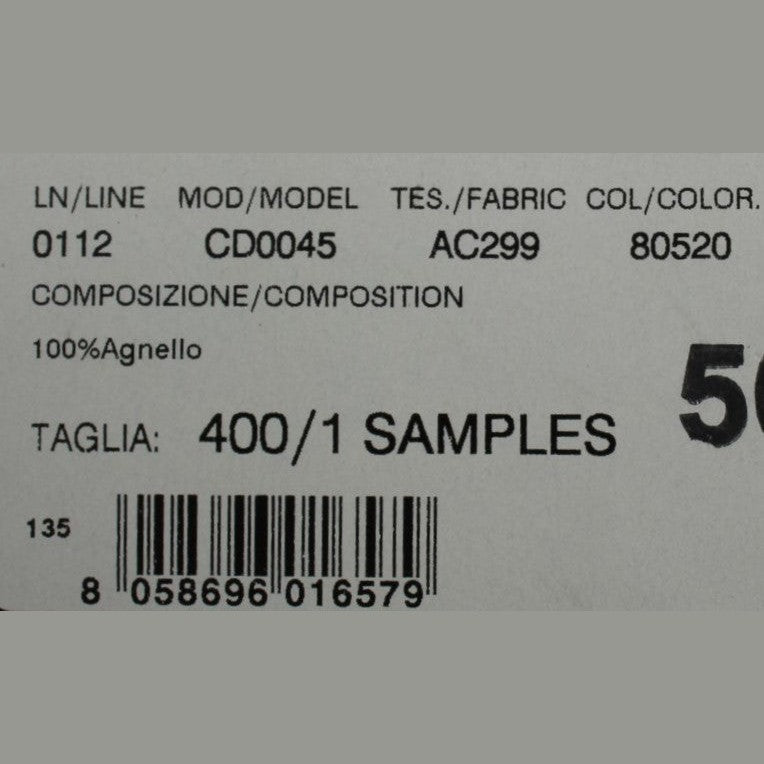 LN/LINE MOD/MODEL TES./FABRIC COL/COLOR.
0112 CD0045 AC299 80520
COMPOSIZIONE/COMPOSITION
100%Agnello
TAGLIA: 400/1 SAMPLES
135
8 058696 016579